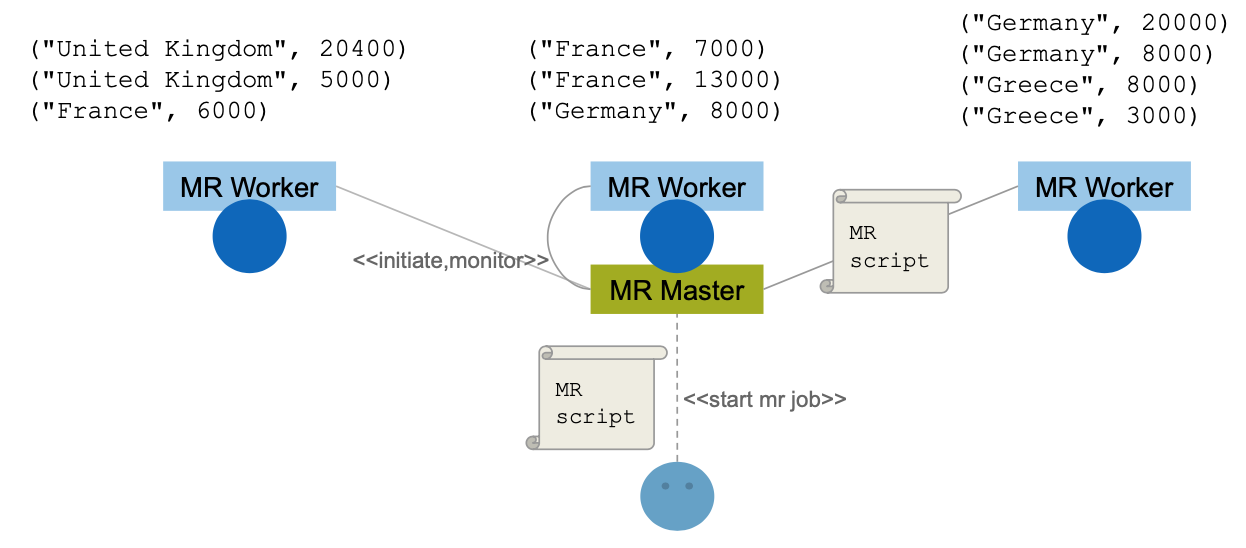 ("United Kingdom", 20400)
("United Kingdom", 5000)
("France", 6000)
("France", 7000)
("France", 13000)
("Germany", 8000)
("Germany", 20000)
("Germany", 8000)
("Greece", 8000)
("Greece", 3000)
MR Worker
MR Worker
MR Worker
MR
script
<<initiate,monitor>>
MR Master
MR
script
<<start mr job>>